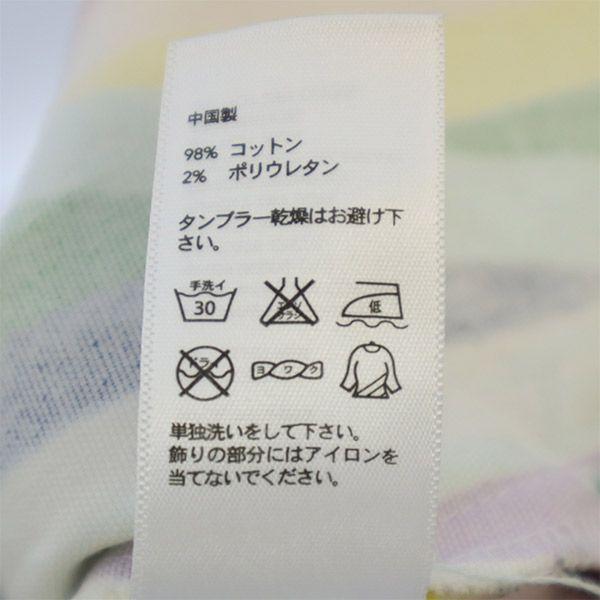 中国製
98% コットン
2% ポリウレタン
タンブラー乾燥はお避け下
さい。
手洗イ
30
エンソ
サラシ
低
ドライ
ヨワク
単独洗いをして下さい。
飾りの部分にはアイロンを
当てないでください。